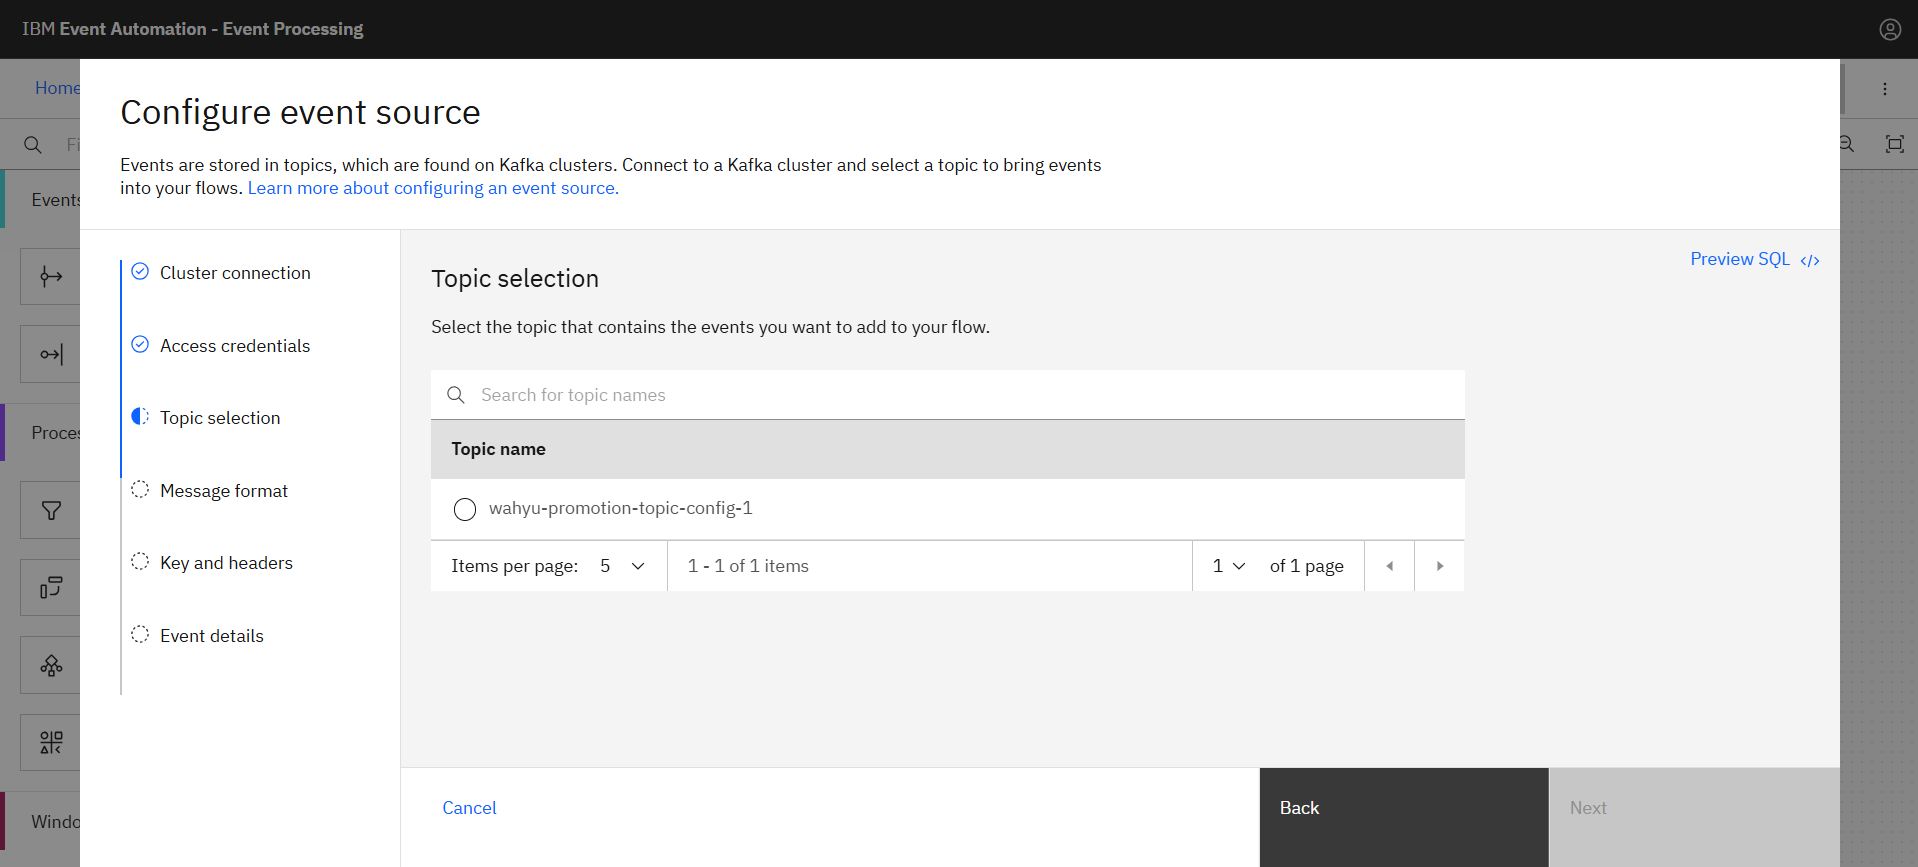 IBM Event Automation - Event Processing
Home
Configure event source
Events are stored in topics, which are found on Kafka clusters. Connect to a Kafka cluster and select a topic to bring events
into your flows. Learn more about configuring an event source.
Fi
Events
Proces
Windo
Cluster connection
Access credentials
Topic selection
Message format
Key and headers
Event details
Preview SQL </>
Topic selection
Select the topic that contains the events you want to add to your flow.
Search for topic names
Topic name
wahyu-promotion-topic-config-1
Items per page: 5 1 - 1 of 1 items 1 of 1 page
Cancel Back Next